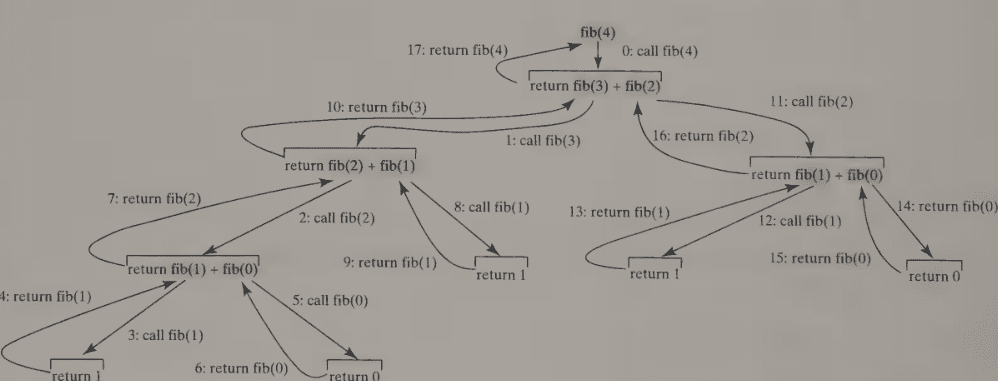 fib(4)
17: return fib(4)
0: call fib(4)
return fib(3) + fib(2)
10: return fib(3)
11: call fib(2)
1: call fib(3)
16: return fib(2)
return fib(2) + fib(1)
return fib(1) + fib(0)
7: return fib(2)
2: call fib(2)
8: call fib(1)
13: return fib(1)
12: call fib(1)
14: return fib(0)
9: return fib(1)
15: return fib(0)
return fib(1) + fib(0)
return 1
return 1
return 0
4: return fib(1)
5: call fib(0)
3: call fib(1)
6: return fib(0)
return 1
return 0